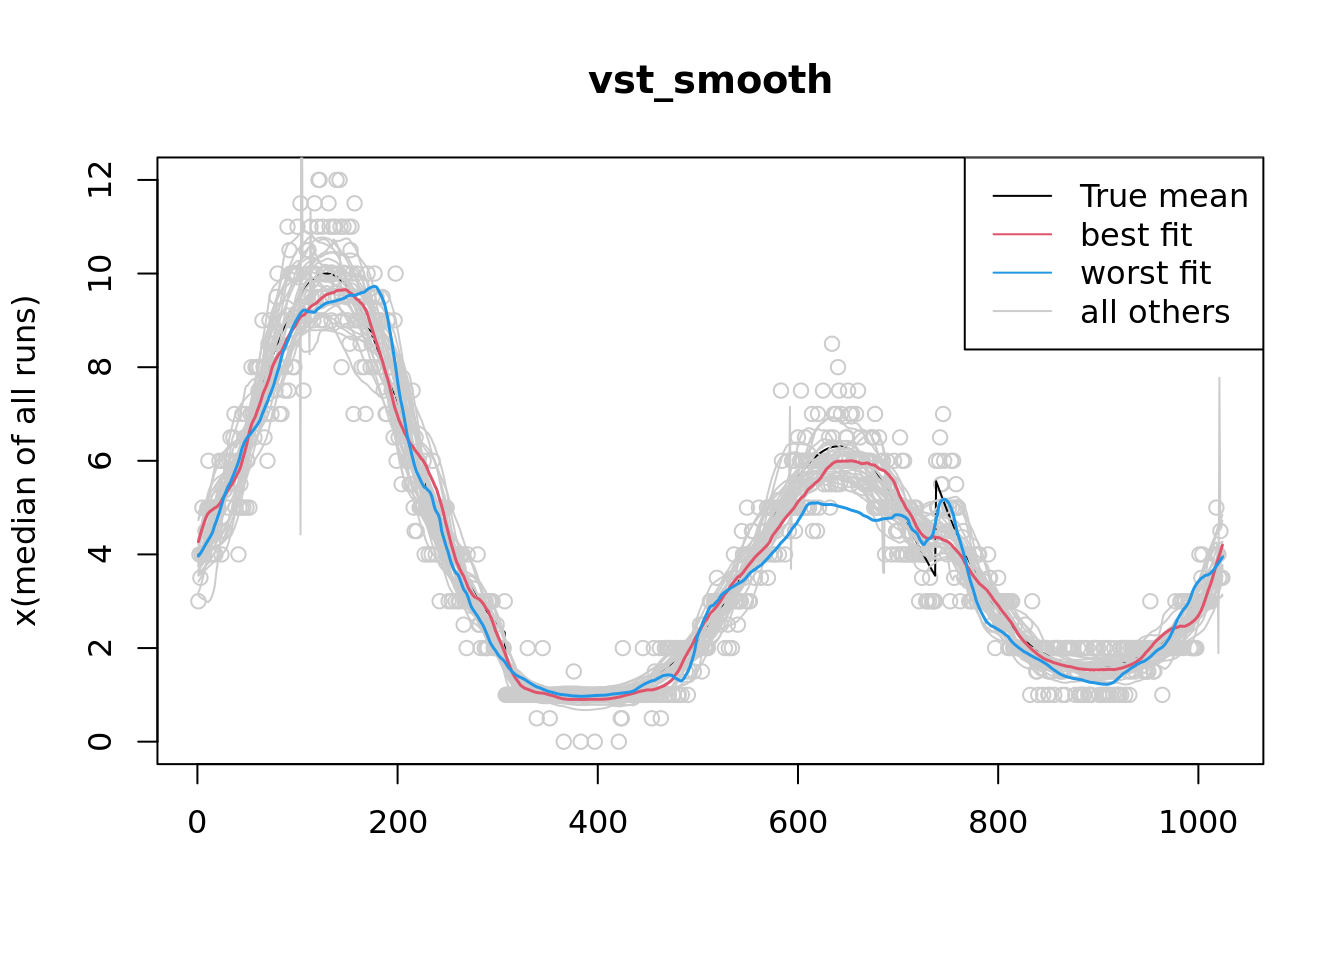 vst_smooth
True mean
best fit
worst fit
all others
x(median of all runs)
12
10
8
6
4
2
0
0 200 400 600 800 1000